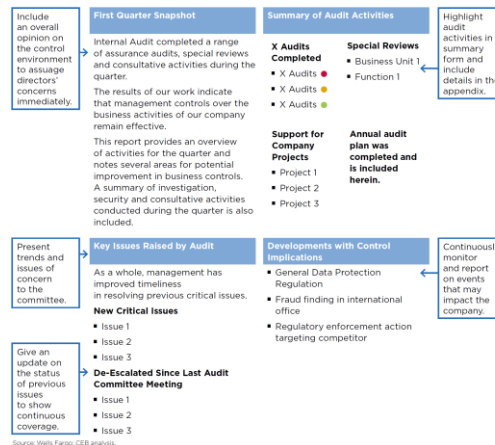 Include
an overall
opinion on
the control
environment
to assuage
directors'
concerns
immediately.
First Quarter Snapshot
Internal Audit completed a range
of assurance audits, special reviews
and consultative activities during the
quarter.
The results of our work indicate
that management controls over the
business activities of our company
remain effective.
This report provides an overview
of activities for the quarter and
notes several areas for potential
improvement in business controls.
A summary of investigation,
security and consultative activities
conducted during the quarter is also
included.
Summary of Audit Activities
X Audits
Completed
▪ X Audits
▪ X Audits
▪ X Audits
Special Reviews
▪ Business Unit 1
▪ Function 1
Support for
Company
Projects
▪ Project 1
▪ Project 2
▪ Project 3
Annual audit
plan was
completed and
is included
herein.
Highlight
audit
activities in
summary
form and
include
details in the
appendix.
Present
trends and
issues of
concern
to the
committee.
Key Issues Raised by Audit
As a whole, management has
improved timeliness
in resolving previous critical issues.
New Critical Issues
▪ Issue 1
▪ Issue 2
▪ Issue 3
Give an
update on
the status
of previous
issues
to show
continuous
coverage.
De-Escalated Since Last Audit
Committee Meeting
▪ Issue 1
▪ Issue 2
▪ Issue 3
Developments with Control
Implications
▪ General Data Protection
Regulation
▪ Fraud finding in international
office
▪ Regulatory enforcement action
targeting competitor
Continuously
monitor
and report
on events
that may
impact the
company.
Source: Wells Fargo; CEB analysis.